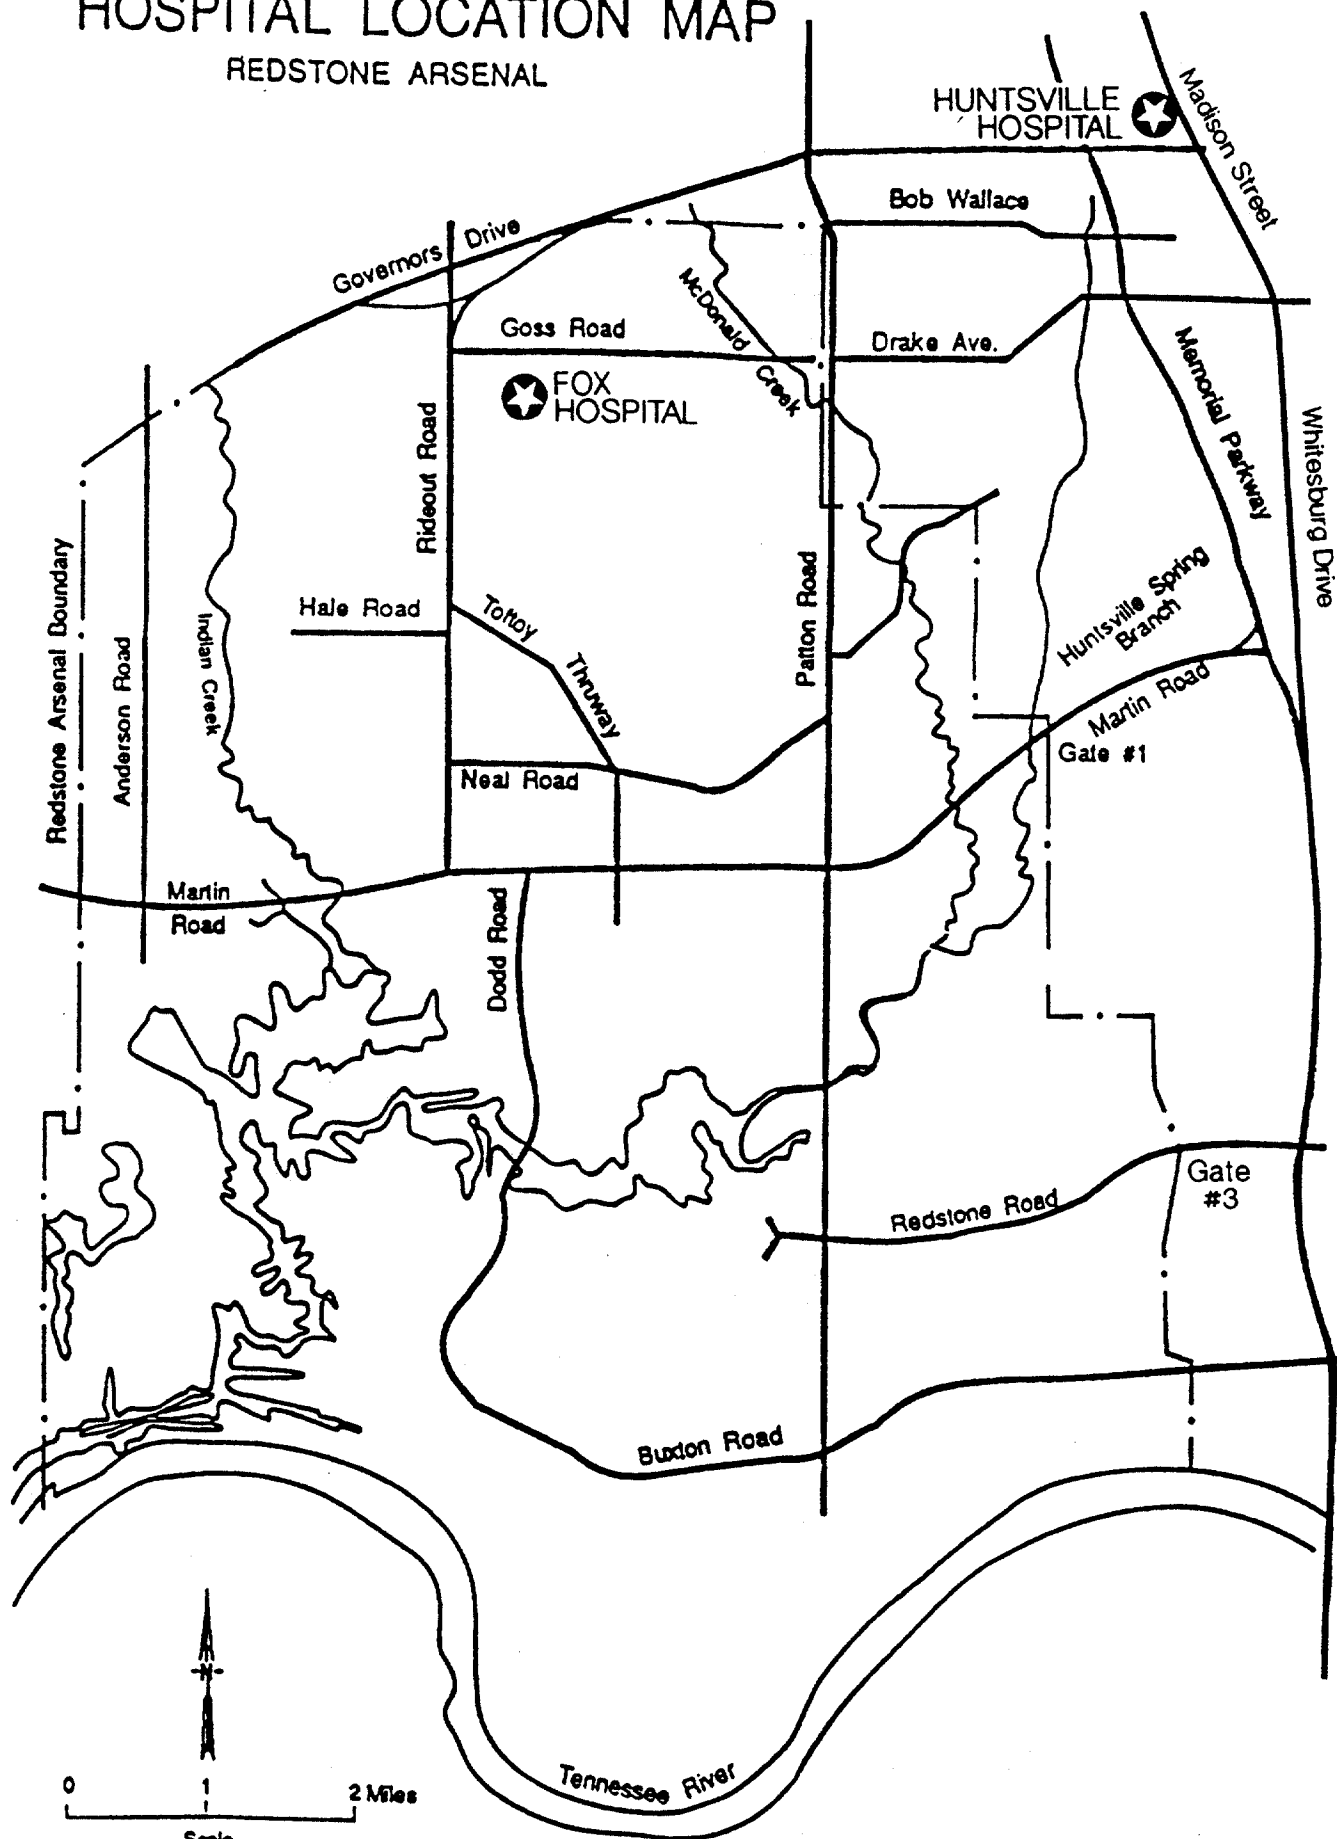 HOSPITAL LOCATION MAP
REDSTONE ARSENAL
HUNTSVILLE
HOSPITAL
Madison Street
Bob Wallace
Governors Drive
McDonald
Creek
Goss Road
Drake Ave.
FOX
HOSPITAL
Memorial Parkway
Whitesburg Drive
Rideout Road
Redstone Arsenal Boundary
Anderson Road
Indian Creek
Hale Road
Toftoy
Thruway
Patton Road
Huntsville Spring
Branch
Martin Road
Gate #1
Neal Road
Martin
Road
Dodd Road
Gate
#3
Redstone Road
Buxton Road
N
Tennessee River
0 1 2 Miles
Scale